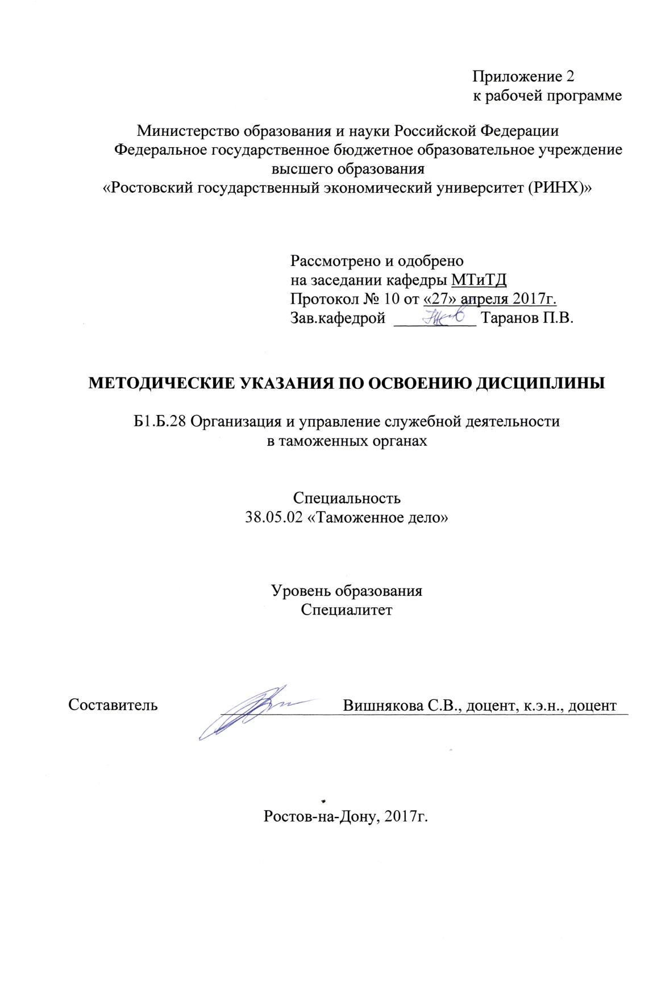 Приложение 2
к рабочей программе
Министерство образования и науки Российской Федерации
Федеральное государственное бюджетное образовательное учреждение
высшего образования
«Ростовский государственный экономический университет (РИНХ)»
Рассмотрено и одобрено
на заседании кафедры МТиТД
Протокол № 10 от «27» апреля 2017г.
Зав.кафедрой __________ Таранов П.В.
МЕТОДИЧЕСКИЕ УКАЗАНИЯ ПО ОСВОЕНИЮ ДИСЦИПЛИНЫ
Б1.Б.28 Организация и управление служебной деятельности
в таможенных органах
Специальность
38.05.02 «Таможенное дело»
Уровень образования
Специалитет
Составитель Вишнякова С.В., доцент, к.э.н., доцент
Ростов-на-Дону, 2017г.